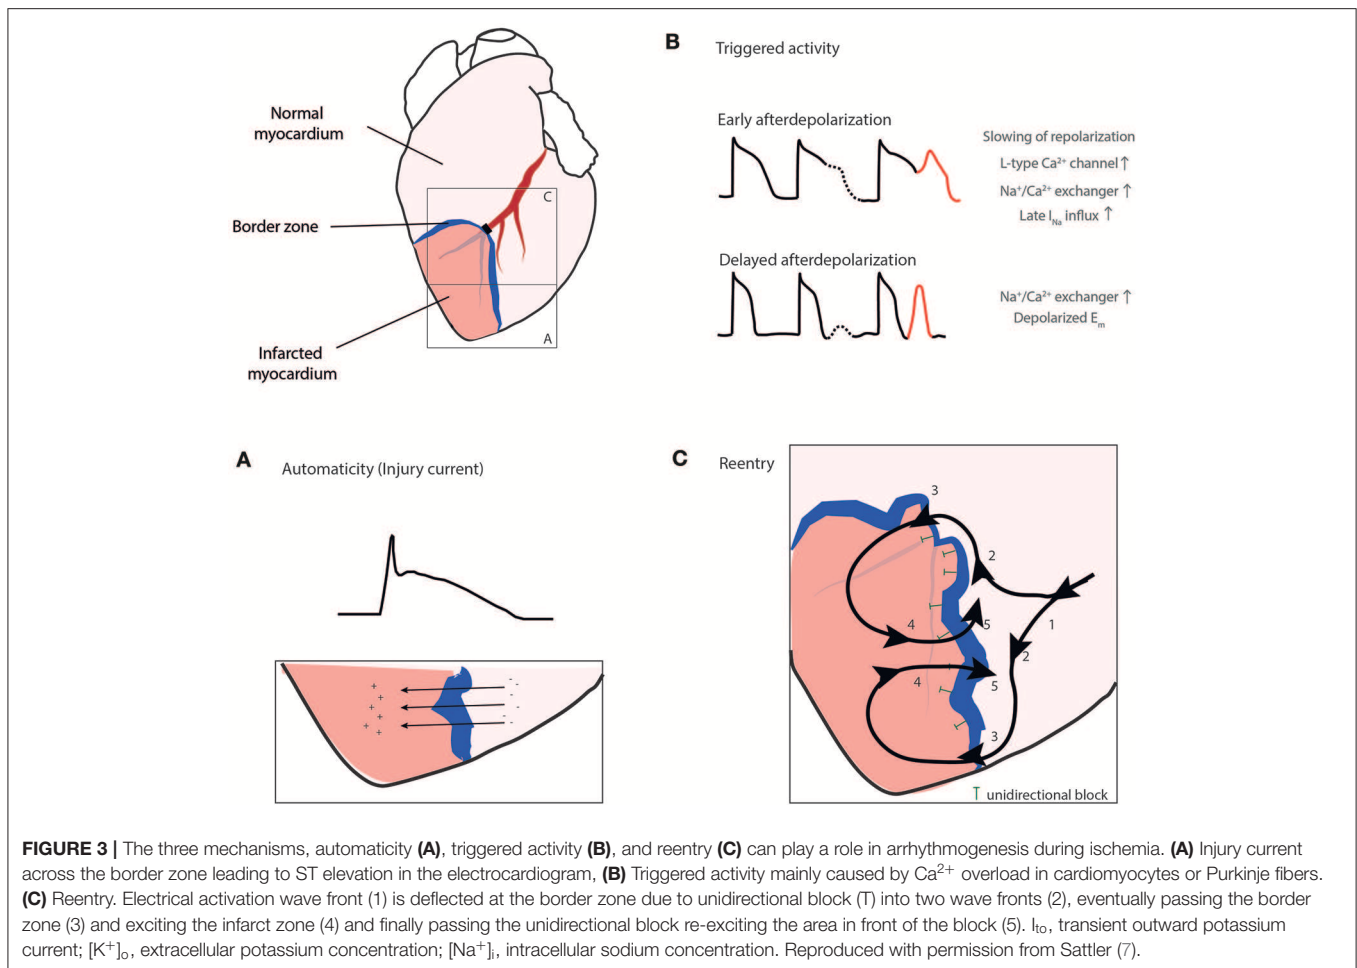 Normal
myocardium
Border zone
Infarcted
myocardium
C
A
B Triggered activity
Early afterdepolarization
Slowing of repolarization
L-type Ca²⁺ channel ↑
Na⁺/Ca²⁺ exchanger ↑
Late I_Na influx ↑
Delayed afterdepolarization
Na⁺/Ca²⁺ exchanger ↑
Depolarized E_m
A Automaticity (Injury current)
+ + + + + +
- - - - - -
C Reentry
3
2
1
4
5
2
4
5
3
T unidirectional block
FIGURE 3 | The three mechanisms, automaticity (A), triggered activity (B), and reentry (C) can play a role in arrhythmogenesis during ischemia. (A) Injury current
across the border zone leading to ST elevation in the electrocardiogram, (B) Triggered activity mainly caused by Ca²⁺ overload in cardiomyocytes or Purkinje fibers.
(C) Reentry. Electrical activation wave front (1) is deflected at the border zone due to unidirectional block (T) into two wave fronts (2), eventually passing the border
zone (3) and exciting the infarct zone (4) and finally passing the unidirectional block re-exciting the area in front of the block (5). I_to, transient outward potassium
current; [K⁺]_o, extracellular potassium concentration; [Na⁺]_i, intracellular sodium concentration. Reproduced with permission from Sattler (7).